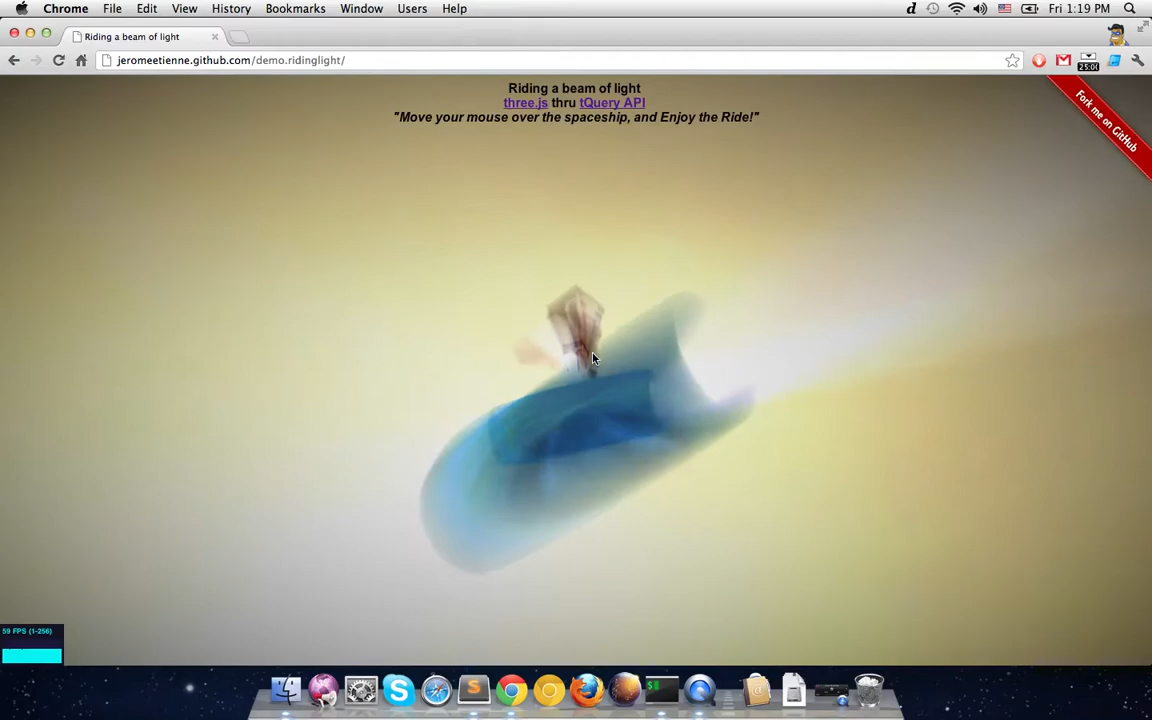 Chrome File Edit View History Bookmarks Window Users Help
d Fri 1:19 PM
Riding a beam of light
jeromeetienne.github.com/demo.ridinglight/
25:00
Riding a beam of light
three.js thru tQuery API
"Move your mouse over the spaceship, and Enjoy the Ride!"
Fork me on GitHub
59 FPS (1-256)
S
S
$
@